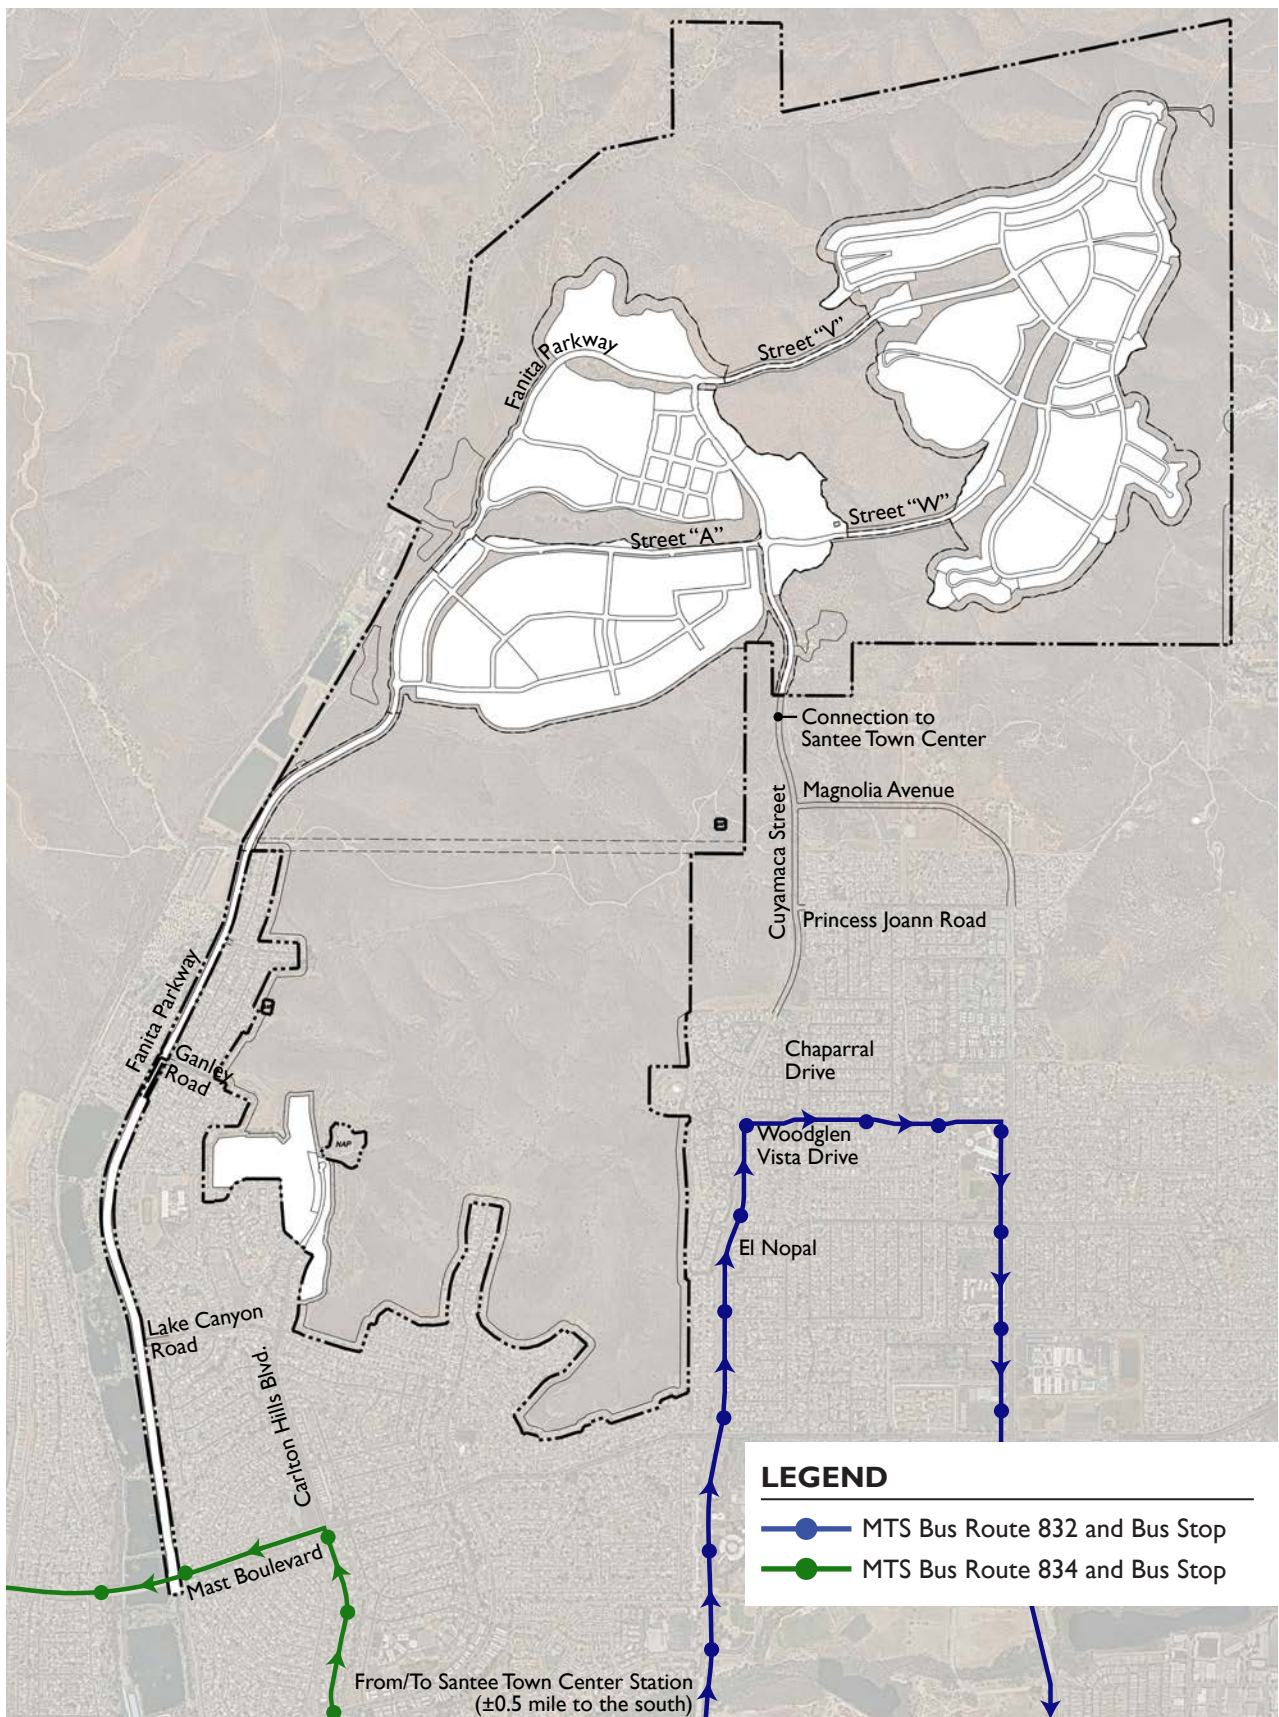 Street “V”
Fanita Parkway
Street “W”
Street “A”
Connection to
Santee Town Center
Magnolia Avenue
Cuyamaca Street
Princess Joann Road
Fanita Parkway
Ganley
Road
Chaparral
Drive
Woodglen
Vista Drive
NAP
El Nopal
Lake Canyon
Road
Carlton Hills Blvd.
Mast Boulevard
LEGEND
MTS Bus Route 832 and Bus Stop
MTS Bus Route 834 and Bus Stop
From/To Santee Town Center Station
(±0.5 mile to the south)